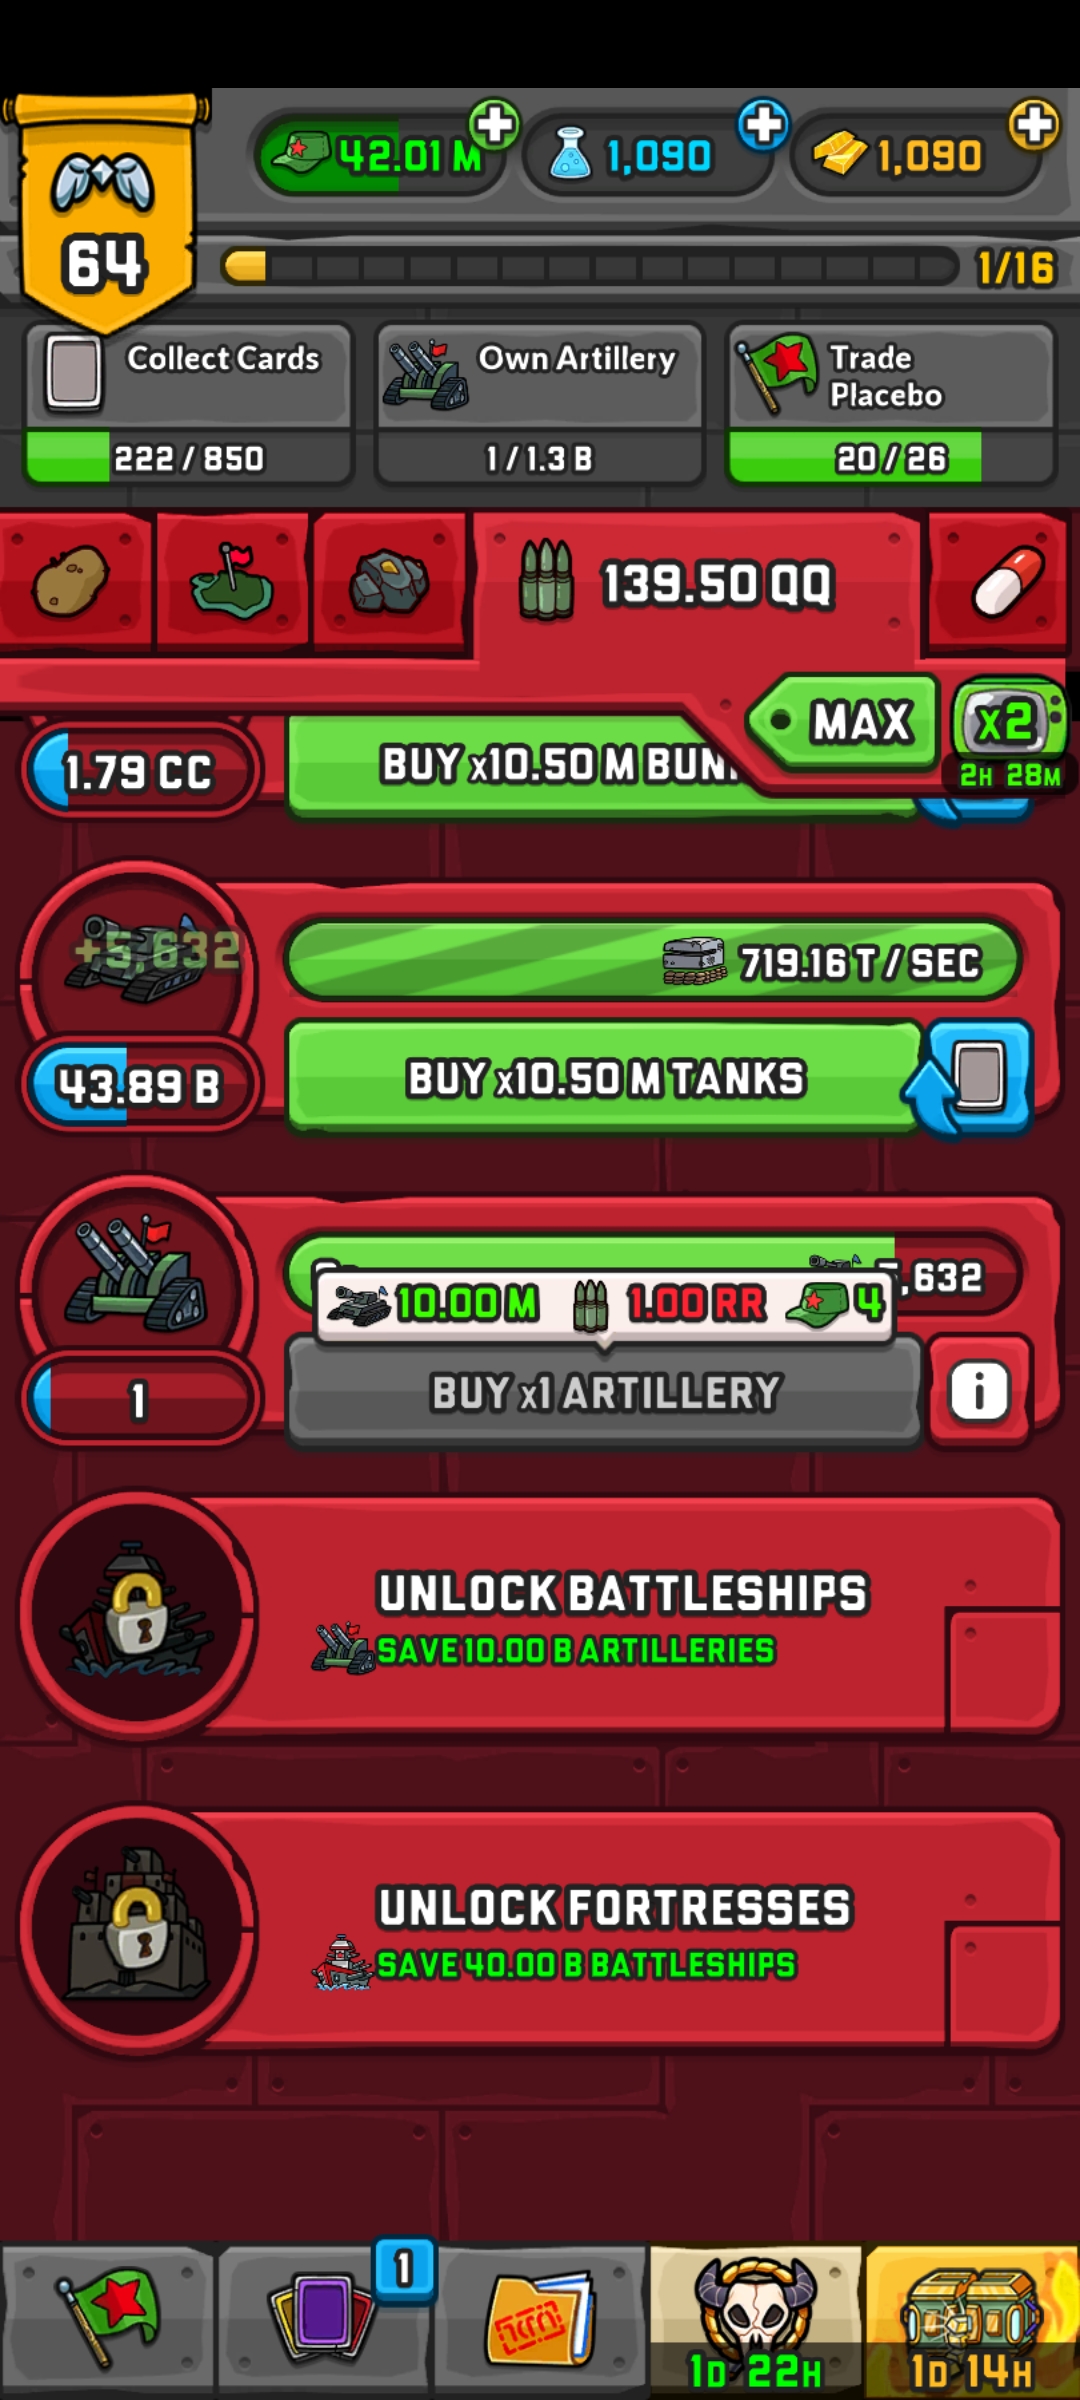 42.01 M
1,090
1,090
64
1/16
Collect Cards
222 / 850
Own Artillery
1 / 1.3 B
Trade
Placebo
20 / 26
139.50 QQ
MAX
x2
2H 28M
1.79 CC
BUY x10.50 M
+5,632
719.16 T / SEC
43.89 B
BUY x10.50 M TANKS
,632
10.00 M
1.00 RR
4
1
BUY x1 ARTILLERY
i
UNLOCK BATTLESHIPS
SAVE 10.00 B ARTILLERIES
UNLOCK FORTRESSES
SAVE 40.00 B BATTLESHIPS
1
1D 22H
1D 14H